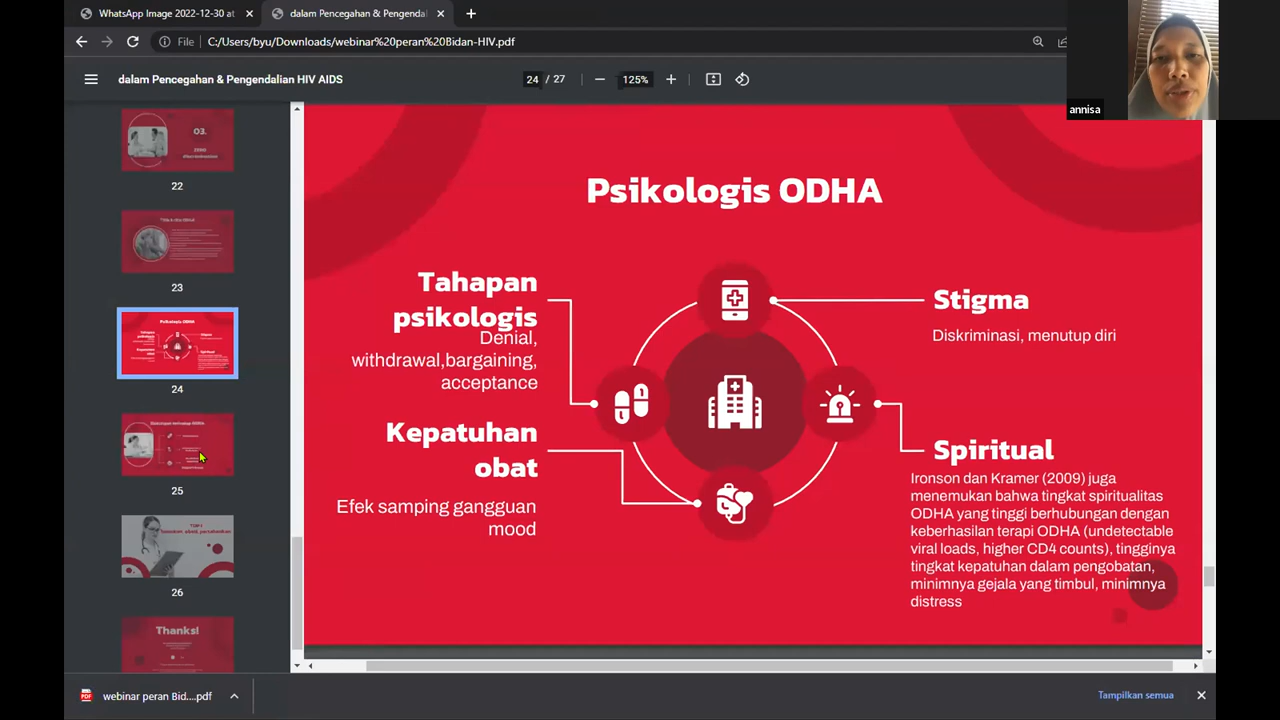 WhatsApp Image 2022-12-30 at
dalam Pencegahan & Pengendal
File
C:/Users/byu/Downloads/webinar%20peran%20Bidan-HIV.pdf
dalam Pencegahan & Pengendalian HIV AIDS
24 / 27
125%
annisa
03.
22
23
24
25
26
Thanks!
Psikologis ODHA
Tahapan
psikologis
Denial,
withdrawal,bargaining,
acceptance
Kepatuhan
obat
Efek samping gangguan
mood
Stigma
Diskriminasi, menutup diri
Spiritual
Ironson dan Kramer (2009) juga
menemukan bahwa tingkat spiritualitas
ODHA yang tinggi berhubungan dengan
keberhasilan terapi ODHA (undetectable
viral loads, higher CD4 counts), tingginya
tingkat kepatuhan dalam pengobatan,
minimnya gejala yang timbul, minimnya
distress
webinar peran Bid....pdf
Tampilkan semua